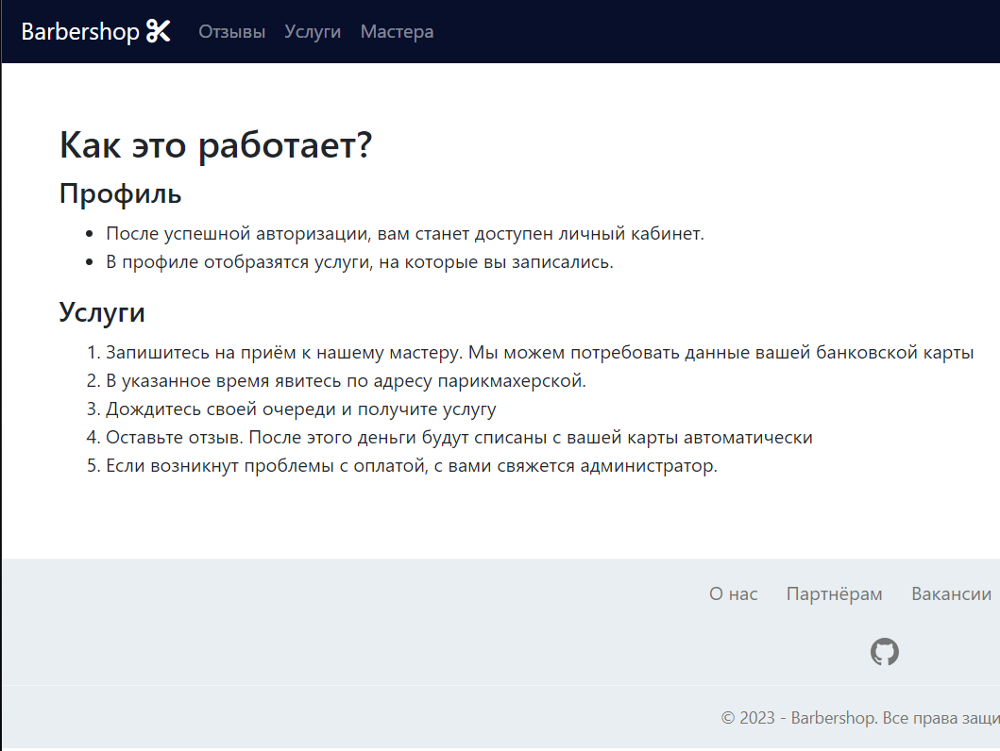 Barbershop Отзывы Услуги Мастера
Как это работает?
Профиль
После успешной авторизации, вам станет доступен личный кабинет.
В профиле отобразятся услуги, на которые вы записались.
Услуги
1. Запишитесь на приём к нашему мастеру. Мы можем потребовать данные вашей банковской карты
2. В указанное время явитесь по адресу парикмахерской.
3. Дождитесь своей очереди и получите услугу
4. Оставьте отзыв. После этого деньги будут списаны с вашей карты автоматически
5. Если возникнут проблемы с оплатой, с вами свяжется администратор.
О нас Партнёрам Вакансии
© 2023 - Barbershop. Все права защи